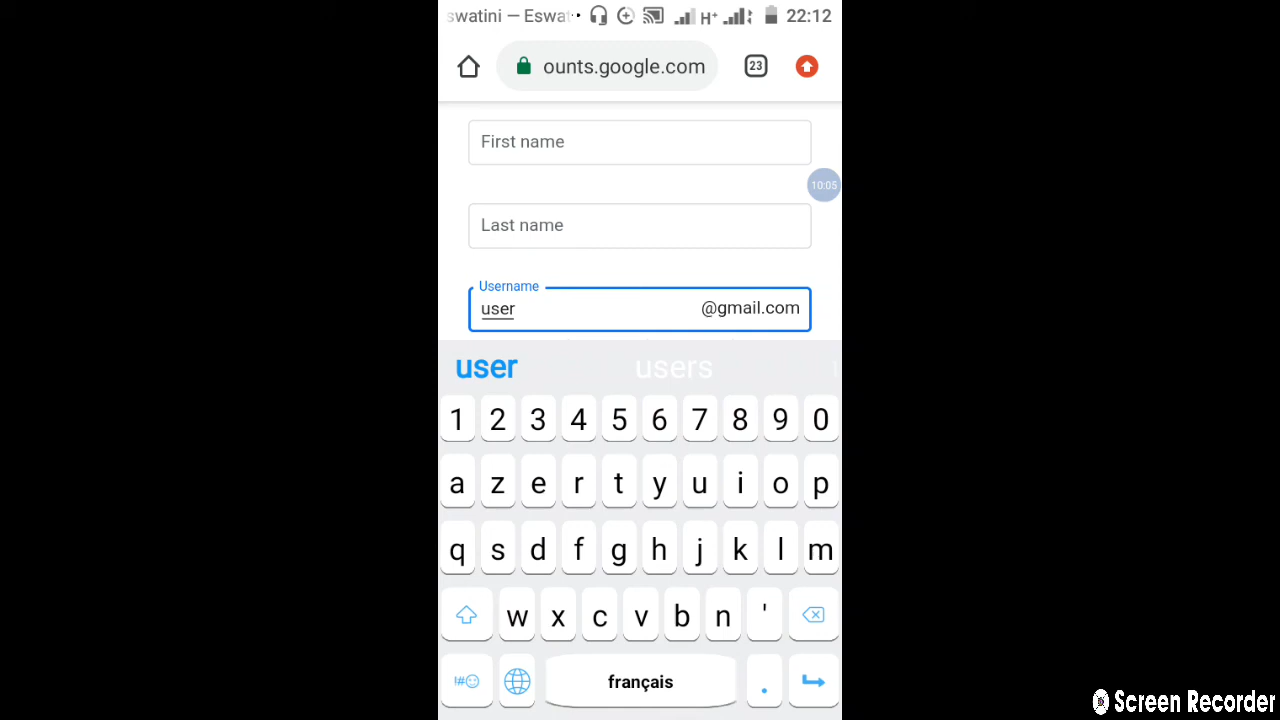 swatini — Eswat • H+ 22:12
ounts.google.com 23
First name
10:05
Last name
Username
user @gmail.com
user users
1 2 3 4 5 6 7 8 9 0
a z e r t y u i o p
q s d f g h j k l m
w x c v b n '
!#☺ français .
Screen Recorder